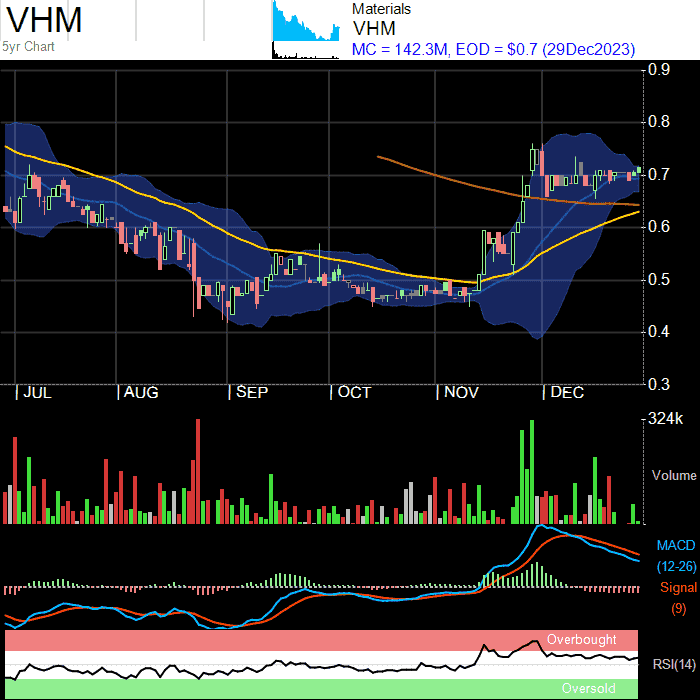 VHM
5yr Chart
Materials
VHM
MC = 142.3M, EOD = $0.7 (29Dec2023)
0.9
0.8
0.7
0.6
0.5
0.4
0.3
JUL AUG SEP OCT NOV DEC
324k
Volume
MACD
(12-26)
Signal
(9)
Overbought
RSI(14)
Oversold